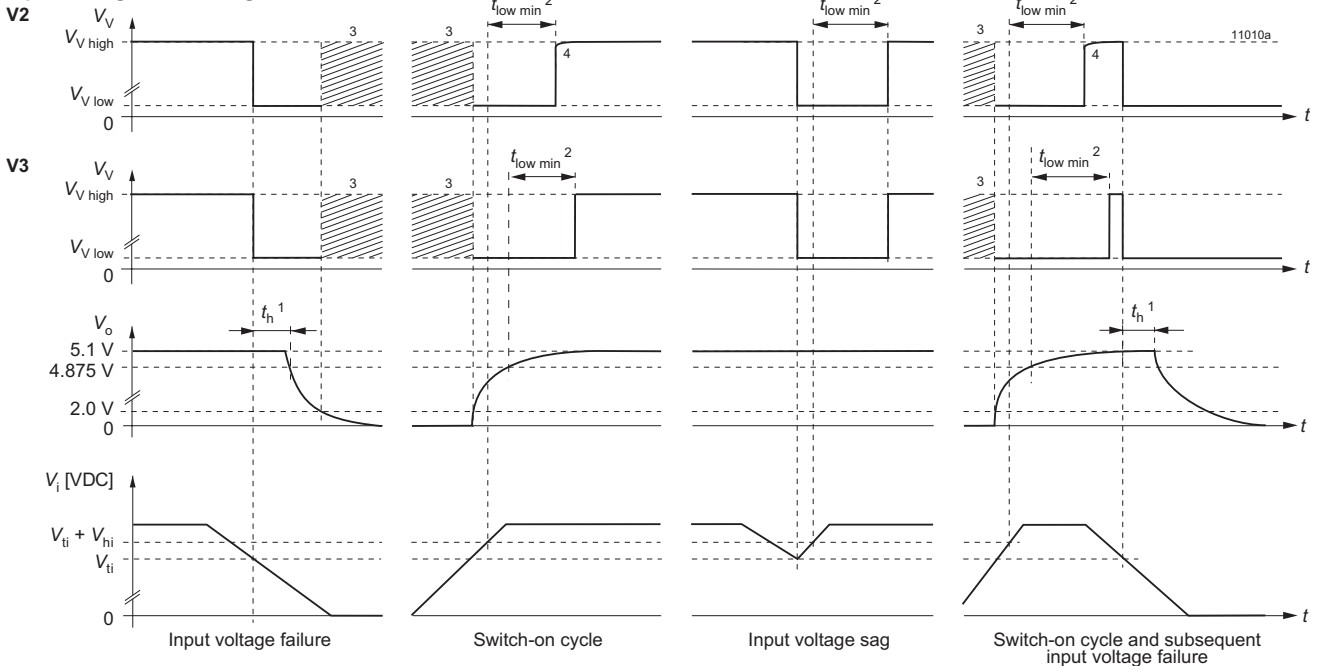 V2
V_V
V_V high
V_V low
0
3
3
t_low min 2
4
t_low min 2
3
t_low min 2
4
11010a
t
V3
V_V
V_V high
V_V low
0
3
3
t_low min 2
3
t_low min 2
t
V_o
5.1 V
4.875 V
2.0 V
0
t_h 1
t_h 1
t
V_i [VDC]
V_ti + V_hi
V_ti
0
t
Input voltage failure
Switch-on cycle
Input voltage sag
Switch-on cycle and subsequent
input voltage failure